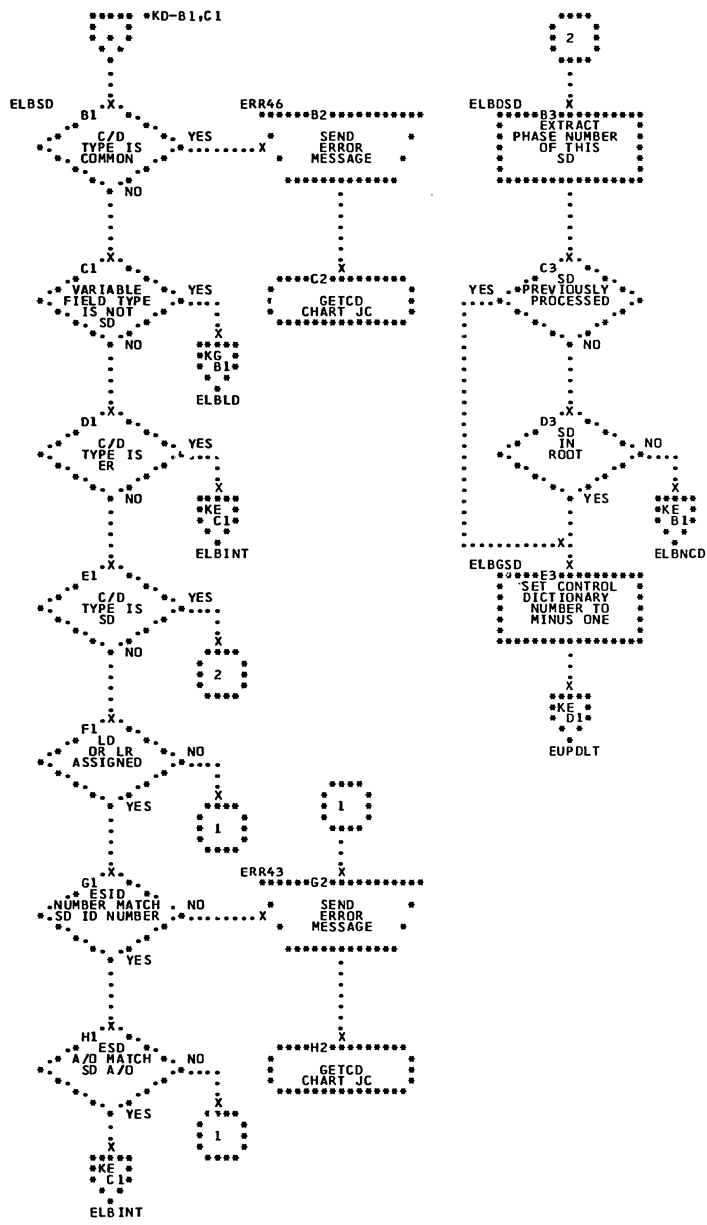 *KD-B1,C1
ELBSD
B1
C/D
TYPE IS
COMMON
YES
NO
ERR46
B2
SEND
ERROR
MESSAGE
C1
VARIABLE
FIELD TYPE
IS NOT
SD
YES
NO
C2
GETCD
CHART JC
KG
B1
ELBLD
D1
C/D
TYPE IS
ER
YES
NO
KE
C1
ELBINT
E1
C/D
TYPE IS
SD
YES
NO
2
F1
LD
OR LR
ASSIGNED
NO
YES
1
1
G1
ESID
NUMBER MATCH
SD ID NUMBER
NO
YES
ERR43
G2
SEND
ERROR
MESSAGE
H1
ESD
A/O MATCH
SD A/O
NO
YES
H2
GETCD
CHART JC
1
KE
C1
ELBINT
2
ELBDSD
B3
EXTRACT
PHASE NUMBER
OF THIS
SD
C3
SD
PREVIOUSLY
PROCESSED
YES
NO
D3
SD
IN
ROOT
NO
YES
KE
B1
ELBNCD
ELBGSD
E3
SET CONTROL
DICTIONARY
NUMBER TO
MINUS ONE
KE
D1
EUPDLT